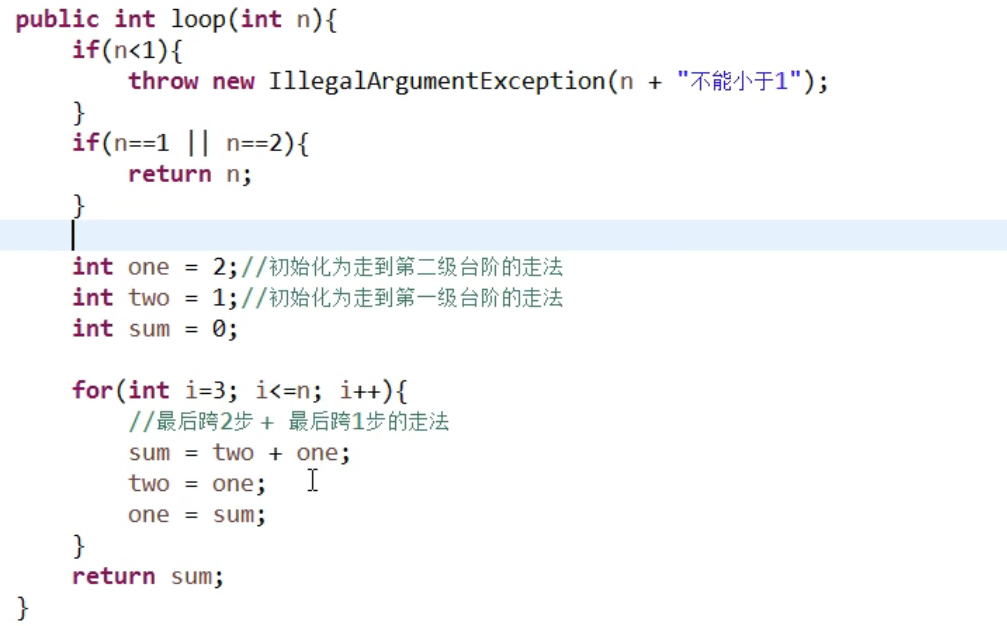 public int loop(int n){
    if(n<1){
        throw new IllegalArgumentException(n + "不能小于1");
    }
    if(n==1 || n==2){
        return n;
    }

    int one = 2;//初始化为走到第二级台阶的走法
    int two = 1;//初始化为走到第一级台阶的走法
    int sum = 0;

    for(int i=3; i<=n; i++){
        //最后跨2步 + 最后跨1步的走法
        sum = two + one;
        two = one;
        one = sum;
    }
    return sum;
}